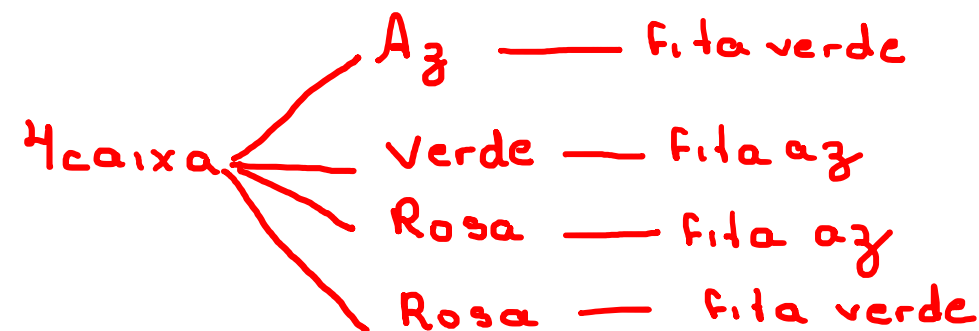 Az — Fita verde
4caixa
Verde — Fita az
Rosa — Fita az
Rosa — Fita verde